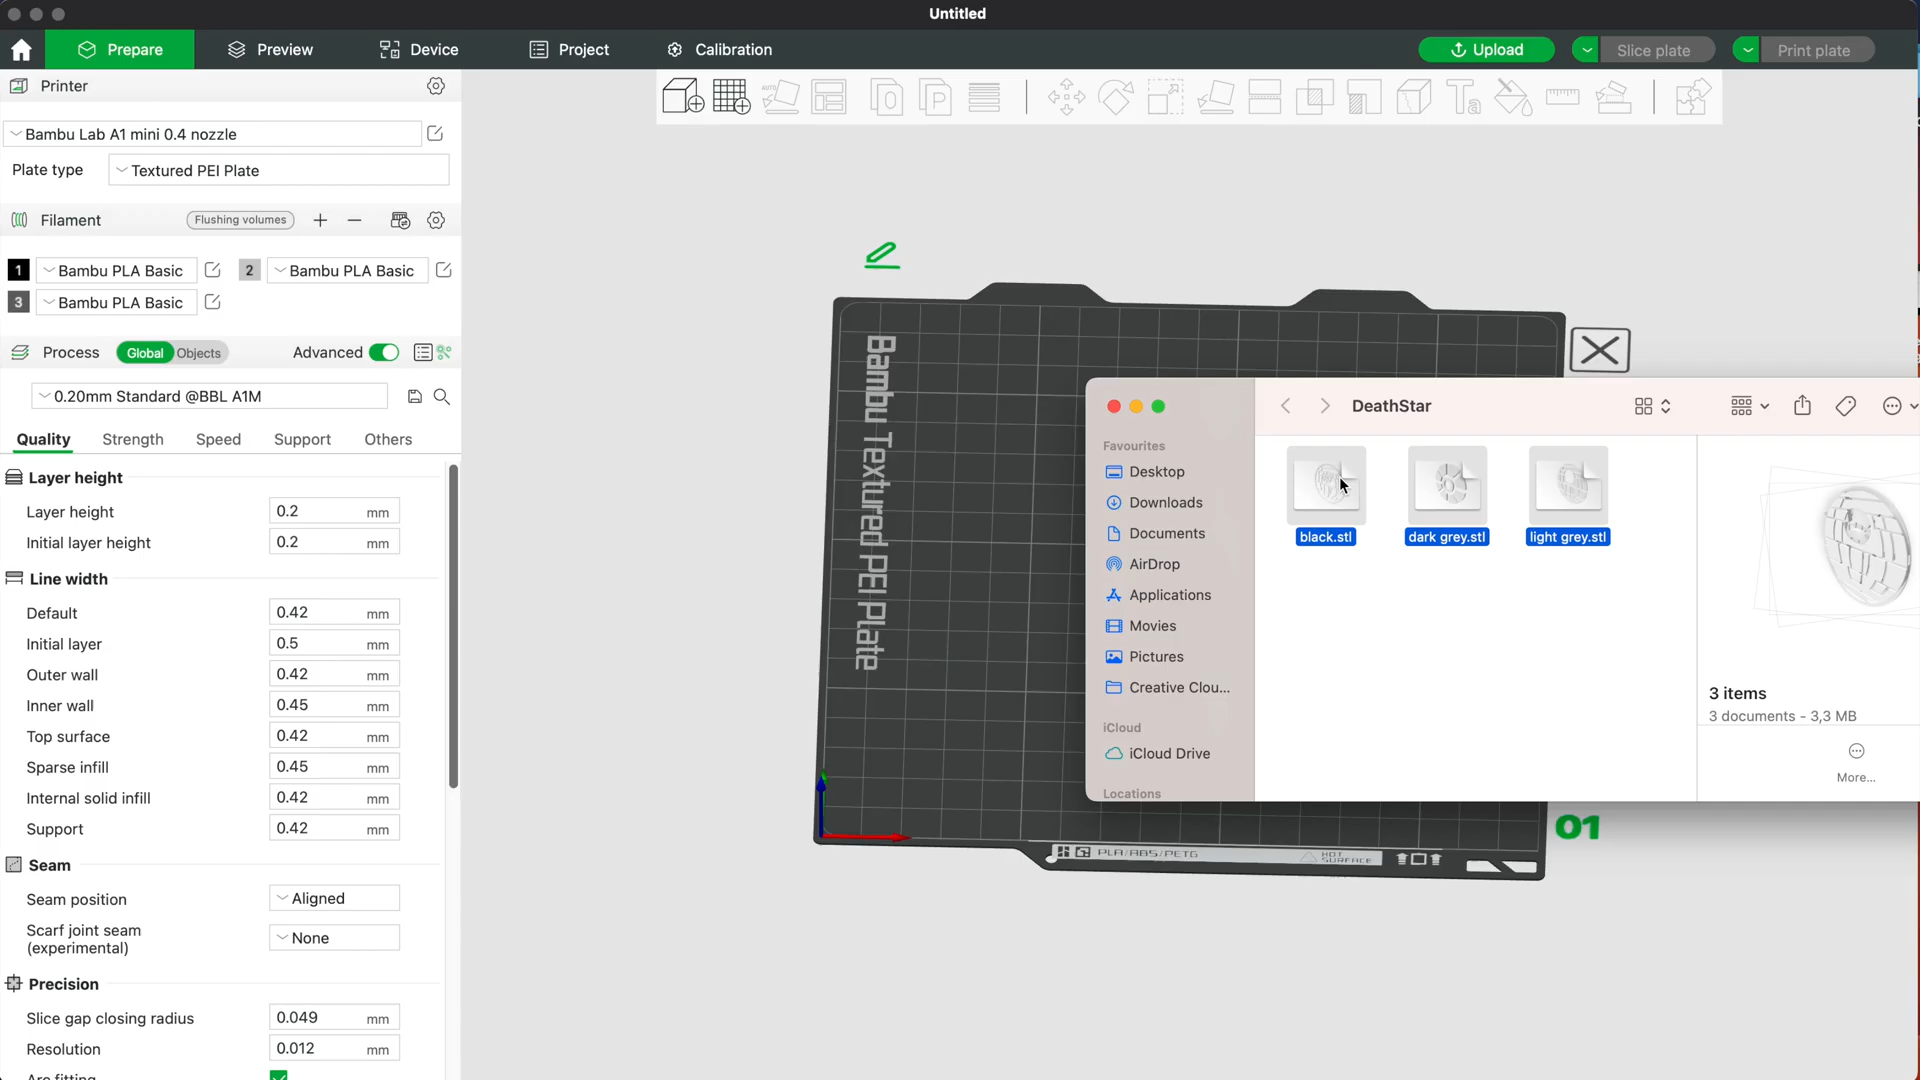 Untitled
Prepare
Preview
Device
Project
Calibration
Upload
Slice plate
Print plate
Printer
Bambu Lab A1 mini 0.4 nozzle
Plate type
Textured PEI Plate
Filament
Flushing volumes
1 Bambu PLA Basic
2 Bambu PLA Basic
3 Bambu PLA Basic
Process
Global Objects
Advanced
0.20mm Standard @BBL A1M
Quality
Strength
Speed
Support
Others
Layer height
Layer height 0.2 mm
Initial layer height 0.2 mm
Line width
Default 0.42 mm
Initial layer 0.5 mm
Outer wall 0.42 mm
Inner wall 0.45 mm
Top surface 0.42 mm
Sparse infill 0.45 mm
Internal solid infill 0.42 mm
Support 0.42 mm
Seam
Seam position Aligned
Scarf joint seam
(experimental) None
Precision
Slice gap closing radius 0.049 mm
Resolution 0.012 mm
Arc fitting
AUTO
Bambu Textured PEI Plate
DeathStar
Favourites
Desktop
Downloads
Documents
AirDrop
Applications
Movies
Pictures
Creative Clou...
iCloud
iCloud Drive
Locations
black.stl
dark grey.stl
light grey.stl
3 items
3 documents - 3,3 MB
More...
PLA/ABS/PETG
HOT
SURFACE
01